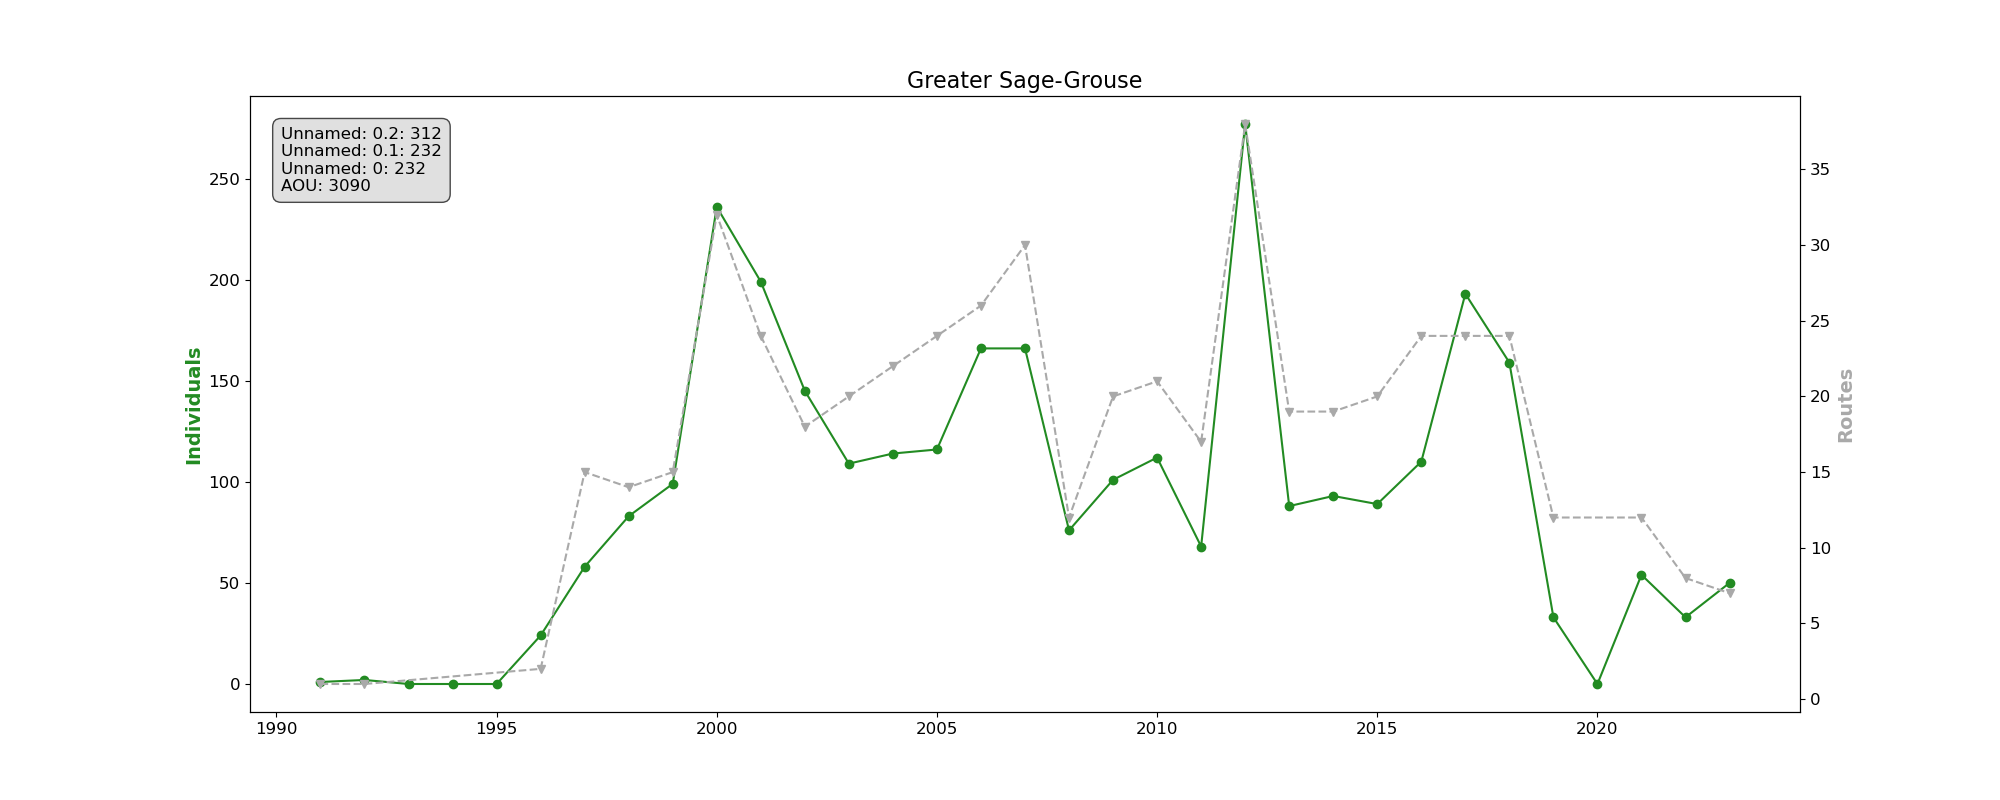 Greater Sage-Grouse
Unnamed: 0.2: 312
Unnamed: 0.1: 232
Unnamed: 0: 232
AOU: 3090
Individuals
250
200
150
100
50
0
35
30
25
20
15
10
5
0
Routes
1990 1995 2000 2005 2010 2015 2020